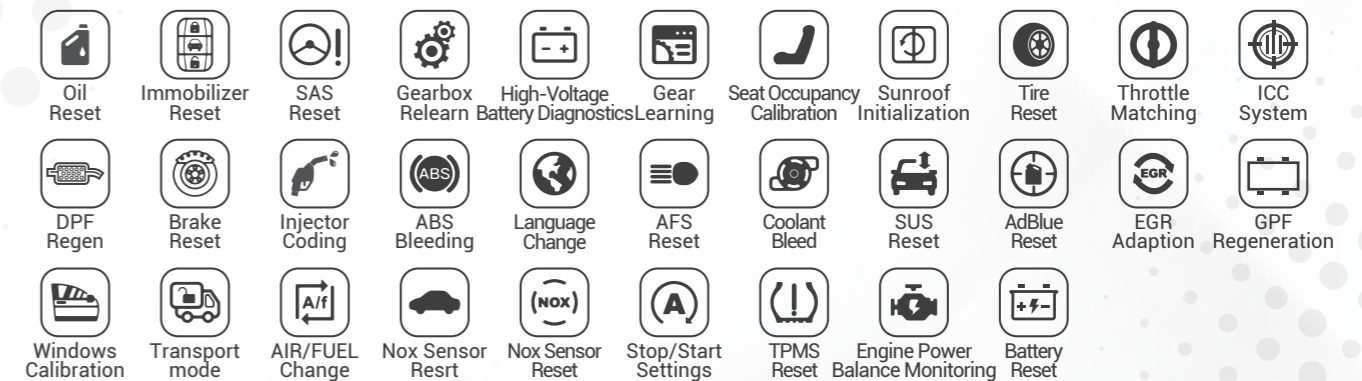 Oil
Reset
Immobilizer
Reset
SAS
Reset
Gearbox
Relearn
High-Voltage
Battery Diagnostics
Gear
Learning
Seat Occupancy
Calibration
Sunroof
Initialization
Tire
Reset
Throttle
Matching
ICC
System
DPF
Regen
Brake
Reset
Injector
Coding
ABS
ABS
Bleeding
Language
Change
AFS
Reset
Coolant
Bleed
SUS
Reset
AdBlue
Reset
EGR
EGR
Adaption
GPF
Regeneration
Windows
Calibration
Transport
mode
A/f
AIR/FUEL
Change
Nox Sensor
Resrt
NOX
Nox Sensor
Reset
A
Stop/Start
Settings
TPMS
Reset
Engine Power
Balance Monitoring
Battery
Reset